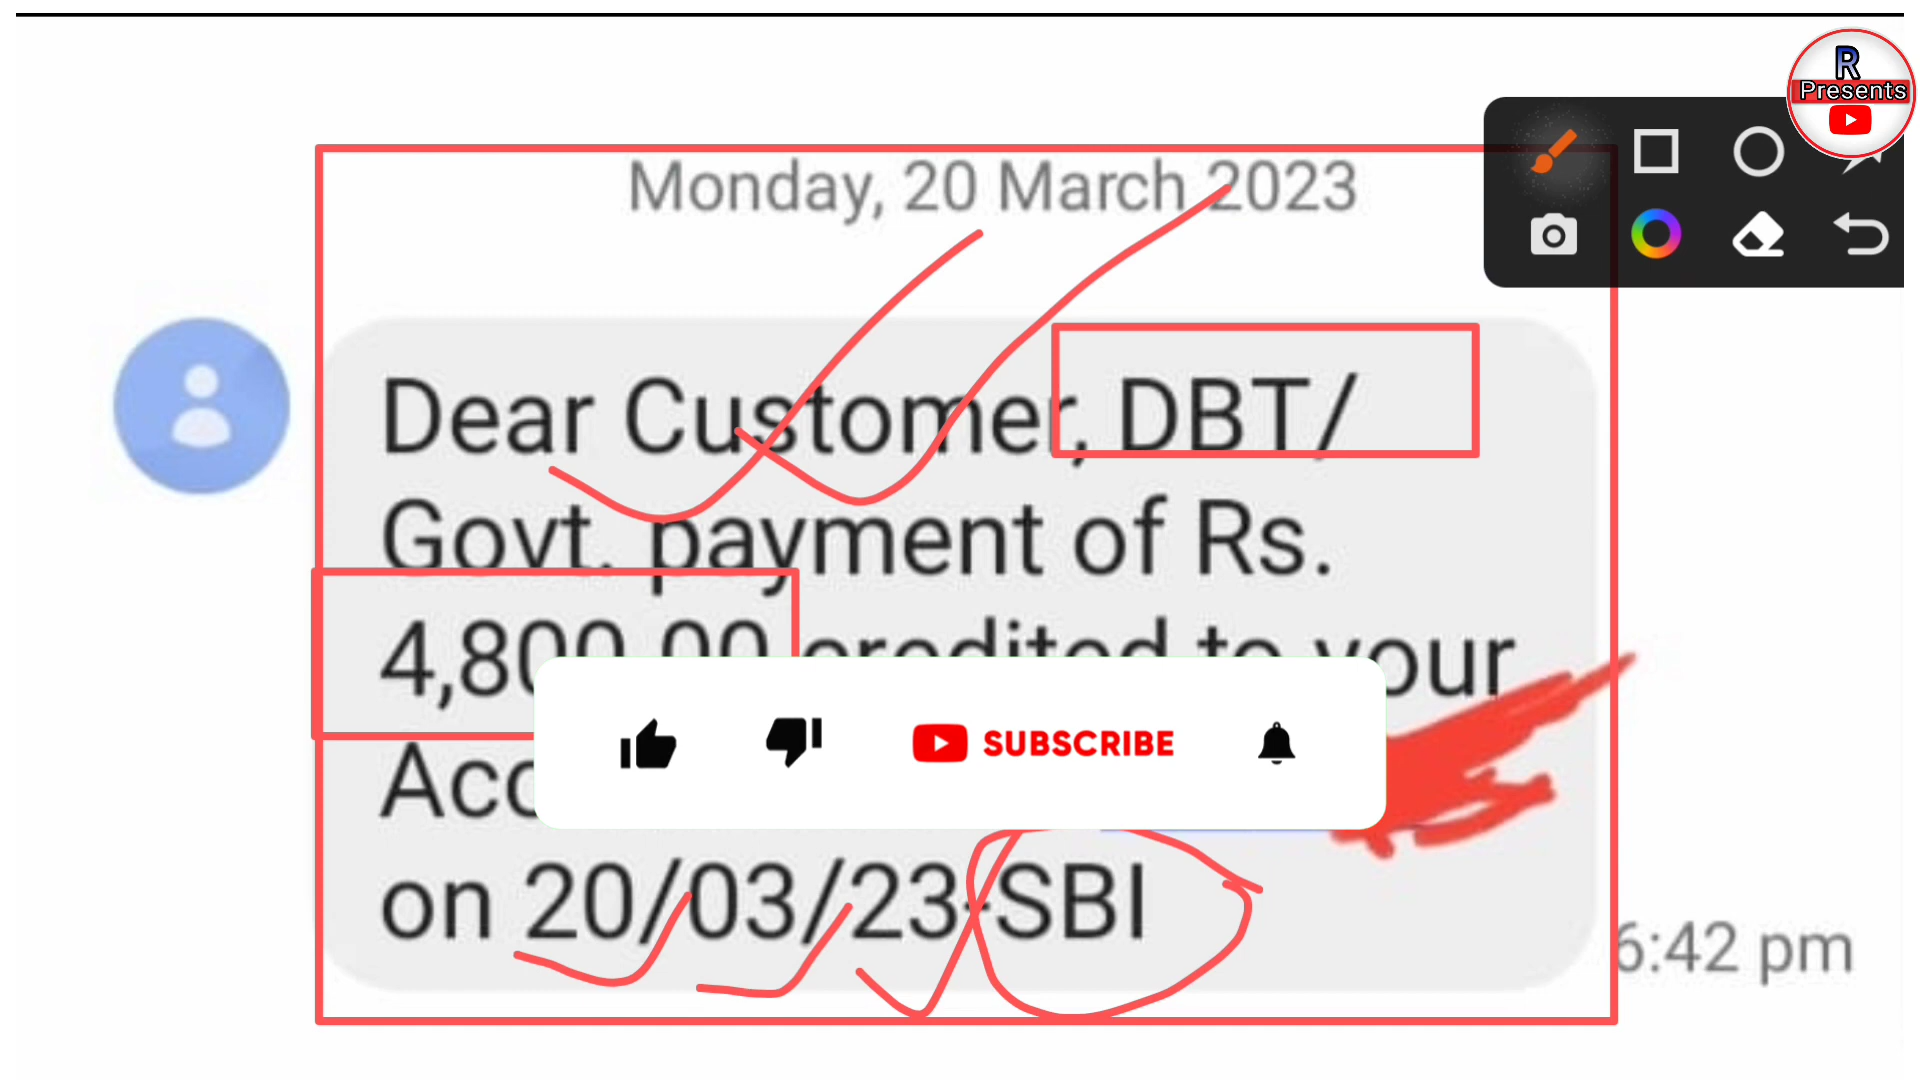 R
Presents
Monday, 20 March 2023
Dear Customer, DBT/
Govt. payment of Rs.
4,800.00 credited to your
on 20/03/23-SBI
6:42 pm
SUBSCRIBE